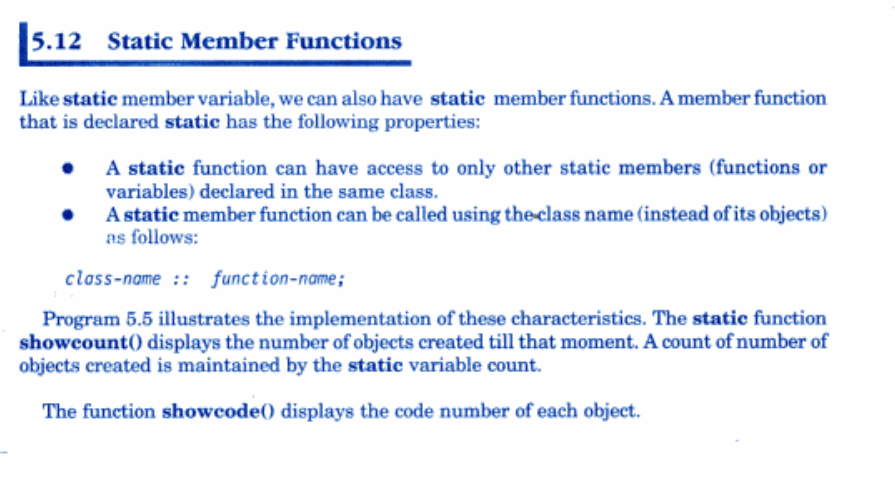 5.12 Static Member Functions
Like static member variable, we can also have static member functions. A member function
that is declared static has the following properties:
● A static function can have access to only other static members (functions or
variables) declared in the same class.
● A static member function can be called using the class name (instead of its objects)
as follows:
class-name :: function-name;
Program 5.5 illustrates the implementation of these characteristics. The static function
showcount() displays the number of objects created till that moment. A count of number of
objects created is maintained by the static variable count.
The function showcode() displays the code number of each object.